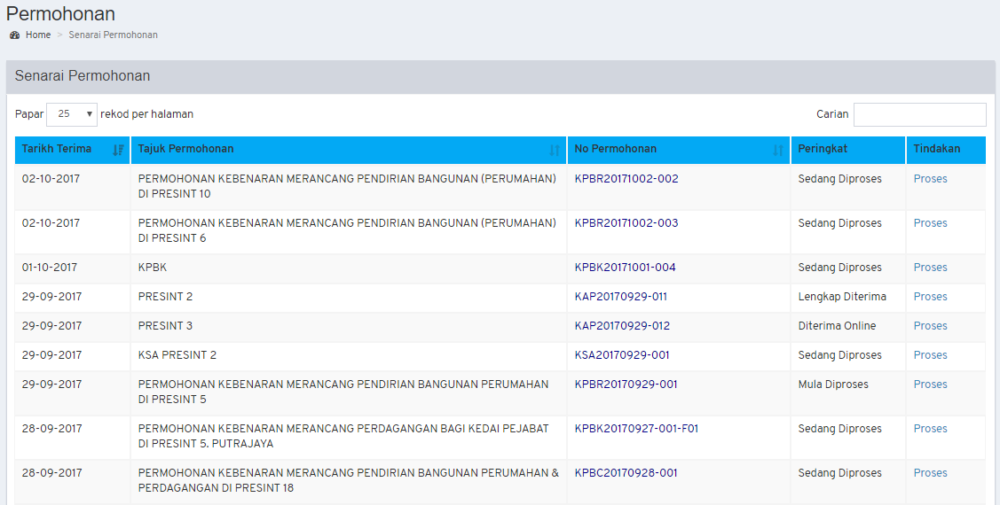 Permohonan
Home > Senarai Permohonan
Senarai Permohonan
Papar 25 rekod per halaman Carian
Tarikh Terima Tajuk Permohonan No Permohonan Peringkat Tindakan
02-10-2017 PERMOHONAN KEBENARAN MERANCANG PENDIRIAN BANGUNAN (PERUMAHAN) KPBR20171002-002 Sedang Diproses Proses
DI PRESINT 10
02-10-2017 PERMOHONAN KEBENARAN MERANCANG PENDIRIAN BANGUNAN (PERUMAHAN) KPBR20171002-003 Sedang Diproses Proses
DI PRESINT 6
01-10-2017 KPBK KPBK20171001-004 Sedang Diproses Proses
29-09-2017 PRESINT 2 KAP20170929-011 Lengkap Diterima Proses
29-09-2017 PRESINT 3 KAP20170929-012 Diterima Online Proses
29-09-2017 KSA PRESINT 2 KSA20170929-001 Sedang Diproses Proses
29-09-2017 PERMOHONAN KEBENARAN MERANCANG PENDIRIAN BANGUNAN PERUMAHAN KPBR20170929-001 Mula Diproses Proses
DI PRESINT 5
28-09-2017 PERMOHONAN KEBENARAN MERANCANG PERDAGANGAN BAGI KEDAI PEJABAT KPBK20170927-001-F01 Sedang Diproses Proses
DI PRESINT 5. PUTRAJAYA
28-09-2017 PERMOHONAN KEBENARAN MERANCANG PENDIRIAN BANGUNAN PERUMAHAN & KPBC20170928-001 Sedang Diproses Proses
PERDAGANGAN DI PRESINT 18